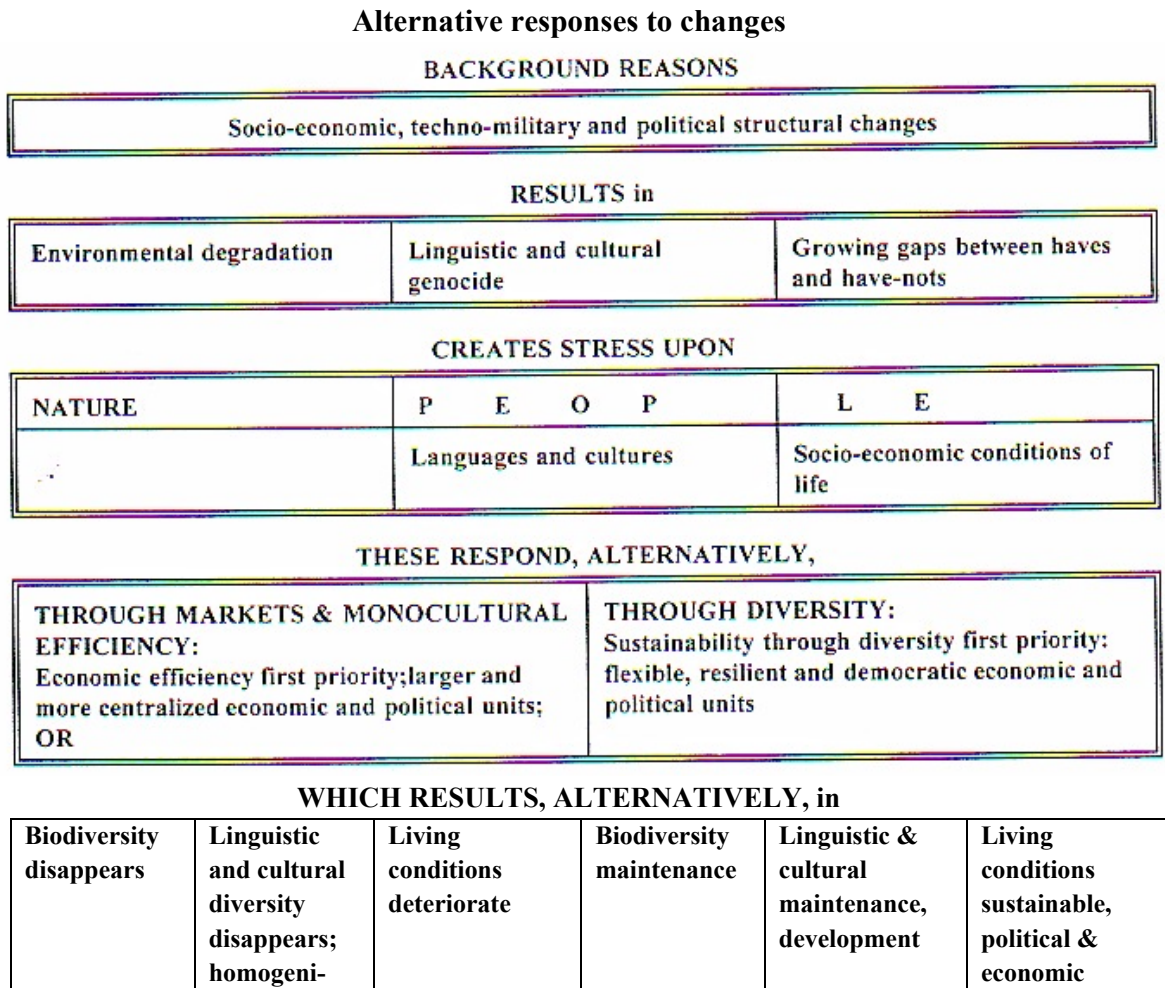 Alternative responses to changes
BACKGROUND REASONS
Socio-economic, techno-military and political structural changes
RESULTS in
Environmental degradation
Linguistic and cultural
genocide
Growing gaps between haves
and have-nots
CREATES STRESS UPON
NATURE
P E O P
L E
Languages and cultures
Socio-economic conditions of
life
THESE RESPOND, ALTERNATIVELY,
THROUGH MARKETS & MONOCULTURAL
EFFICIENCY:
Economic efficiency first priority;larger and
more centralized economic and political units;
OR
THROUGH DIVERSITY:
Sustainability through diversity first priority:
flexible, resilient and democratic economic and
political units
WHICH RESULTS, ALTERNATIVELY, in
Biodiversity
disappears
Linguistic
and cultural
diversity
disappears;
homogeni-
Living
conditions
deteriorate
Biodiversity
maintenance
Linguistic &
cultural
maintenance,
development
Living
conditions
sustainable,
political &
economic